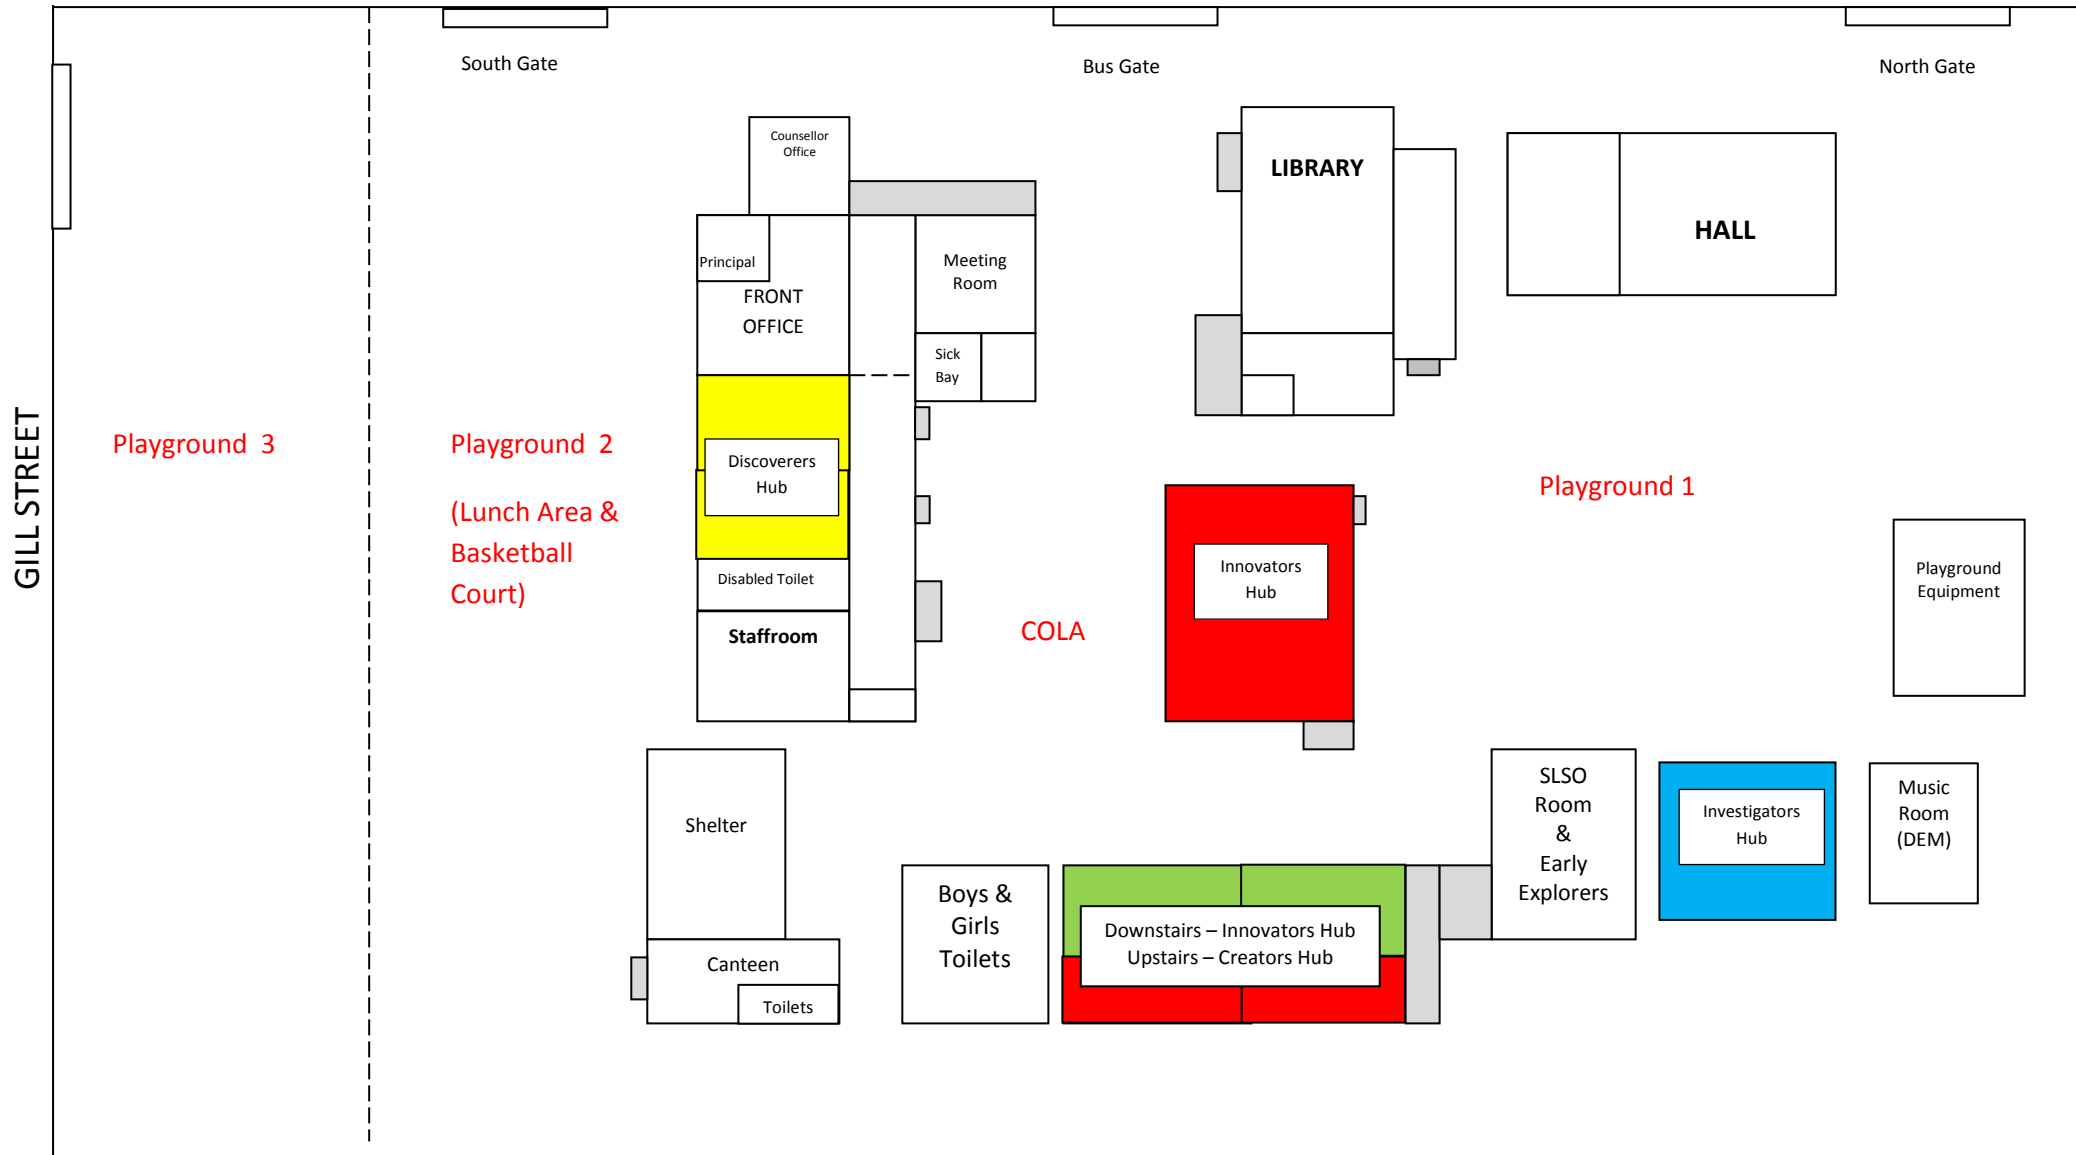 South Gate
Bus Gate
North Gate
Counsellor
Office
LIBRARY
HALL
Principal
FRONT
OFFICE
Meeting
Room
Sick
Bay
GILL STREET
Playground 3
Playground 2
(Lunch Area &
Basketball
Court)
Discoverers
Hub
Disabled Toilet
Staffroom
COLA
Innovators
Hub
Playground 1
Playground
Equipment
Shelter
Canteen
Toilets
Boys &
Girls
Toilets
Downstairs – Innovators Hub
Upstairs – Creators Hub
SLSO
Room
&
Early
Explorers
Investigators
Hub
Music
Room
(DEM)